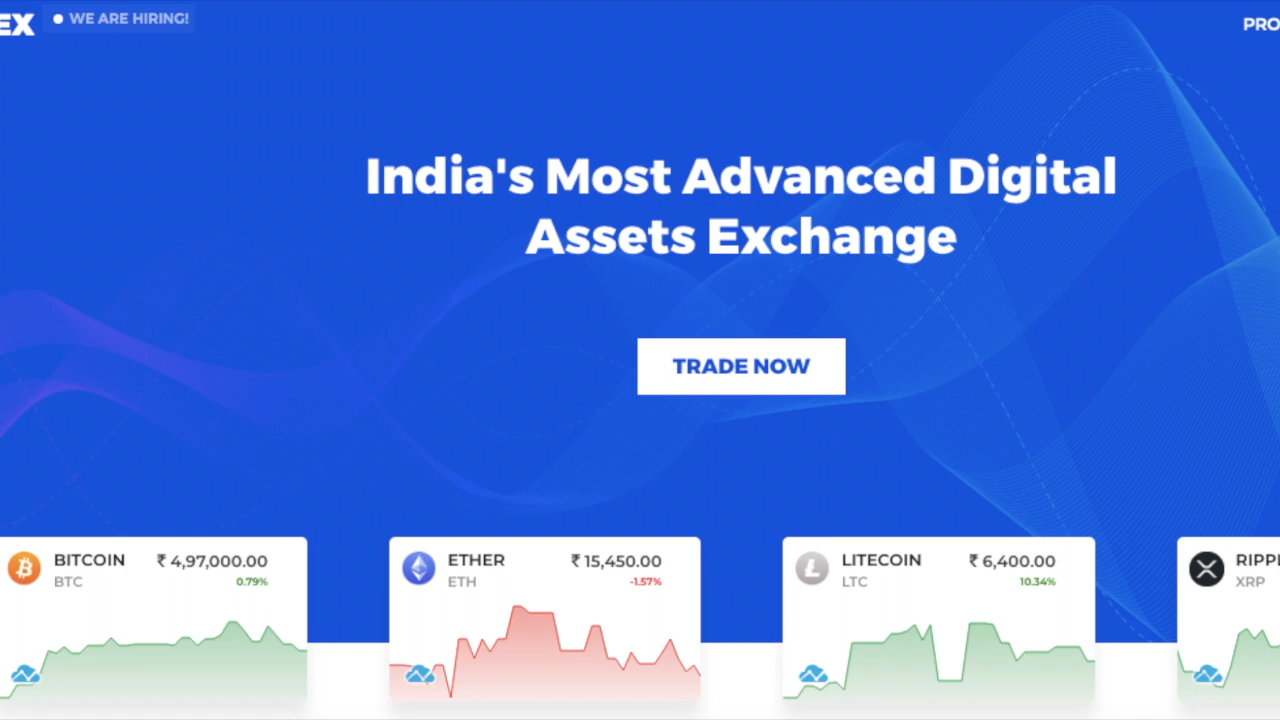 EX
WE ARE HIRING!
PRO
India's Most Advanced Digital
Assets Exchange
TRADE NOW
BITCOIN ₹ 4,97,000.00
BTC 0.79%
ETHER ₹ 15,450.00
ETH -1.57%
LITECOIN ₹ 6,400.00
LTC 10.34%
RIPP
XRP